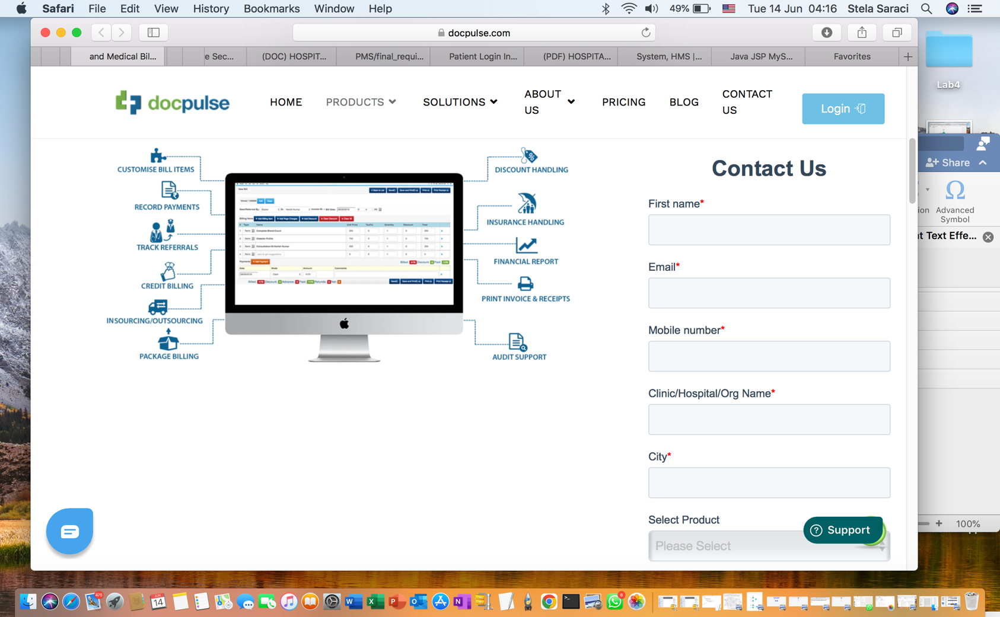 Safari File Edit View History Bookmarks Window Help 49% Tue 14 Jun 04:16 Stela Saraci
docpulse.com
and Medical Bil... e Sec... (DOC) HOSPIT... PMS/final_requi... Patient Login In... (PDF) HOSPITA... System, HMS |... Java JSP MyS... Favorites
Lab4
docpulse HOME PRODUCTS SOLUTIONS ABOUT US PRICING BLOG CONTACT US Login
CUSTOMISE BILL ITEMS
RECORD PAYMENTS
TRACK REFERRALS
CREDIT BILLING
INSOURCING/OUTSOURCING
PACKAGE BILLING
DISCOUNT HANDLING
INSURANCE HANDLING
FINANCIAL REPORT
PRINT INVOICE & RECEIPTS
AUDIT SUPPORT
Contact Us
First name*
Email*
Mobile number*
Clinic/Hospital/Org Name*
City*
Select Product
Please Select
Support
Share
ion Advanced
Symbol
t Text Effe...
100%
475
JUN
14
6